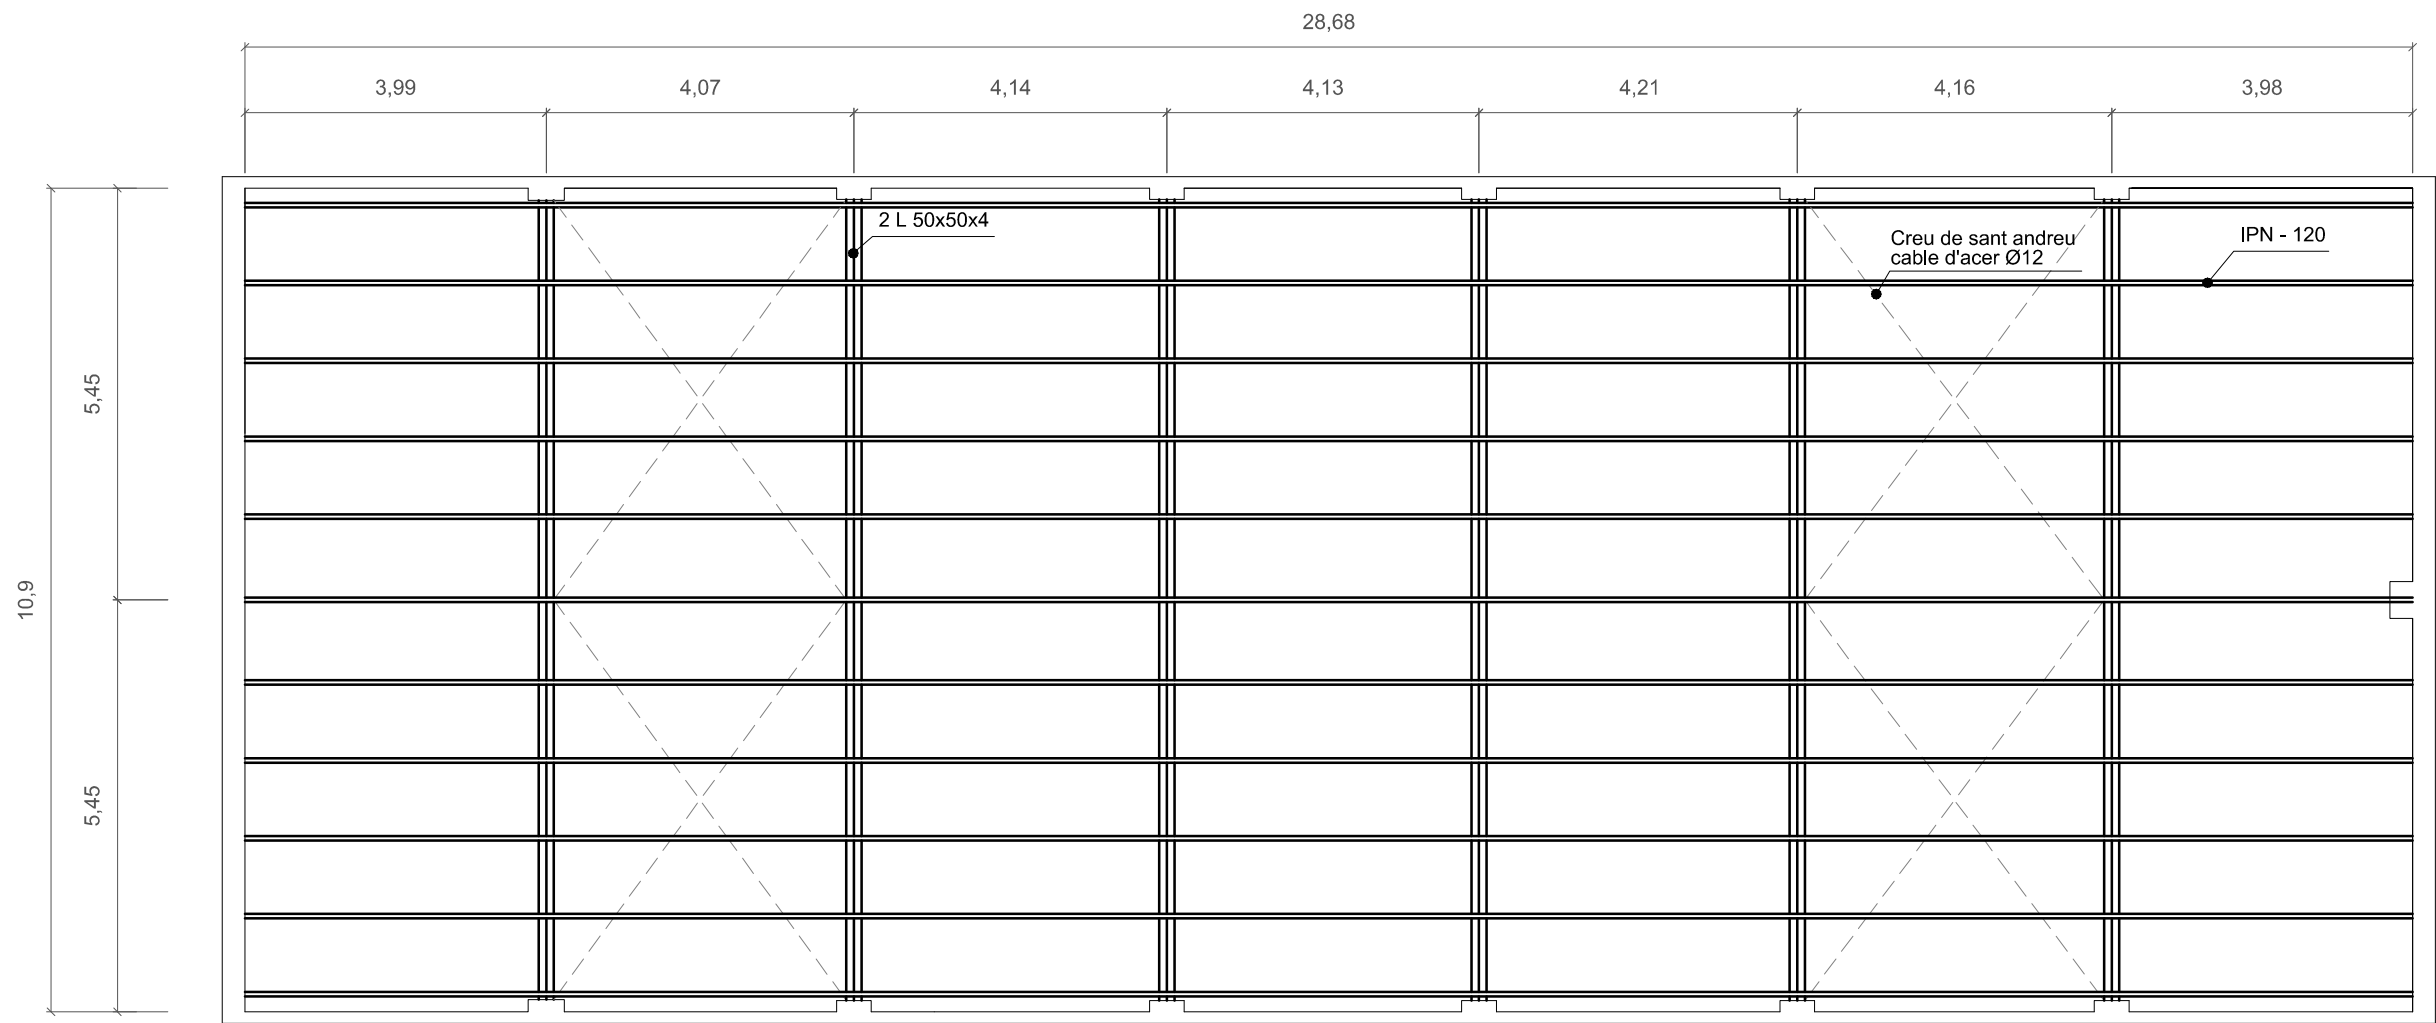 28,68
3,99
4,07
4,14
4,13
4,21
4,16
3,98
2 L 50x50x4
Creu de sant andreu
cable d'acer Ø12
IPN - 120
5,45
10,9
5,45